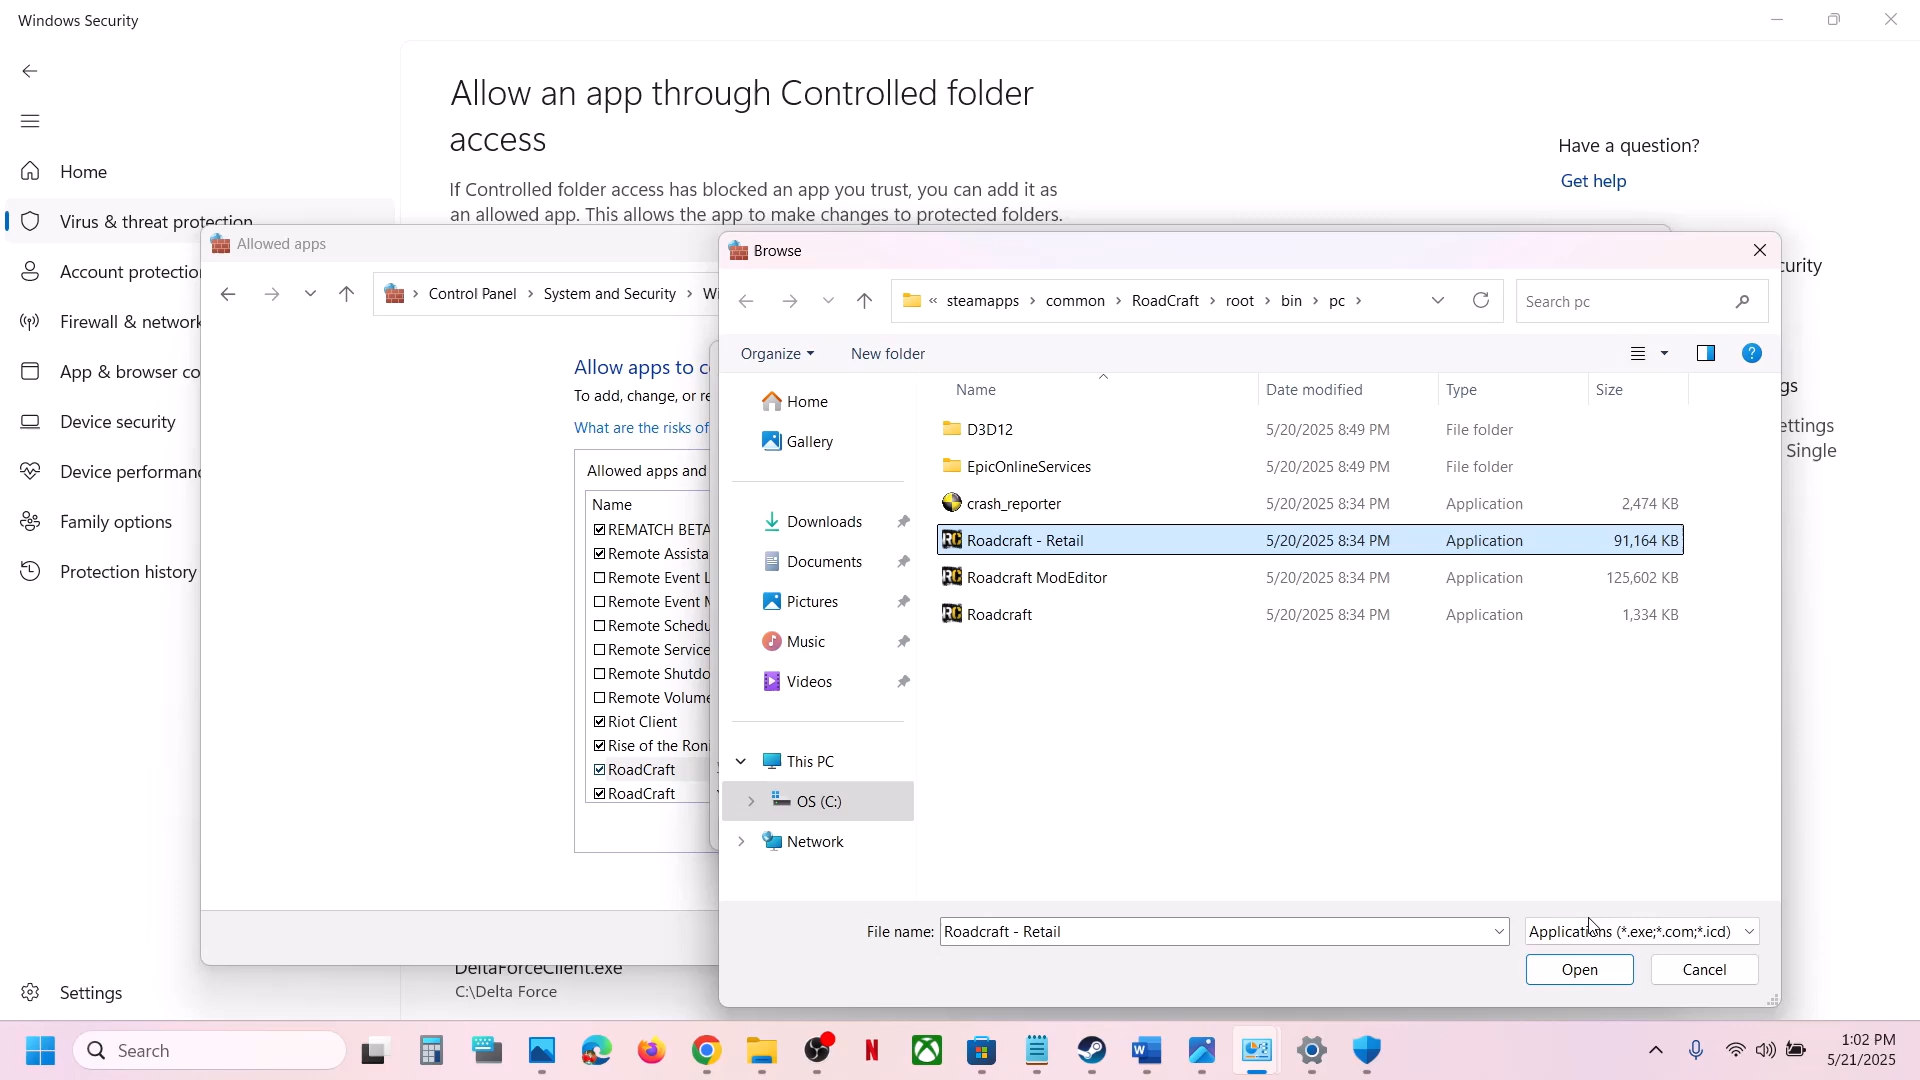 Windows Security
Home
Virus & threat protection
Account protectio
Firewall & network
App & browser co
Device security
Device performanc
Family options
Protection history
Settings
Allow an app through Controlled folder
access
If Controlled folder access has blocked an app you trust, you can add it as
an allowed app. This allows the app to make changes to protected folders.
Have a question?
Get help
curity
gs
ettings
Single
DeltaForceClient.exe
C:\Delta Force
Allowed apps
Control Panel > System and Security > Wi
Allow apps to c
To add, change, or re
What are the risks of
Allowed apps and
Name
REMATCH BETA
Remote Assista
Remote Event L
Remote Event M
Remote Schedu
Remote Service
Remote Shutdo
Remote Volume
Riot Client
Rise of the Roni
RoadCraft
RoadCraft
Browse
« steamapps > common > RoadCraft > root > bin > pc >
Search pc
Organize
New folder
Home
Gallery
Downloads
Documents
Pictures
Music
Videos
This PC
OS (C:)
Network
Name Date modified Type Size
D3D12 5/20/2025 8:49 PM File folder
EpicOnlineServices 5/20/2025 8:49 PM File folder
crash_reporter 5/20/2025 8:34 PM Application 2,474 KB
Roadcraft - Retail 5/20/2025 8:34 PM Application 91,164 KB
Roadcraft ModEditor 5/20/2025 8:34 PM Application 125,602 KB
Roadcraft 5/20/2025 8:34 PM Application 1,334 KB
File name: Roadcraft - Retail
Applications (*.exe;*.com;*.icd)
Open
Cancel
Search
1:02 PM
5/21/2025